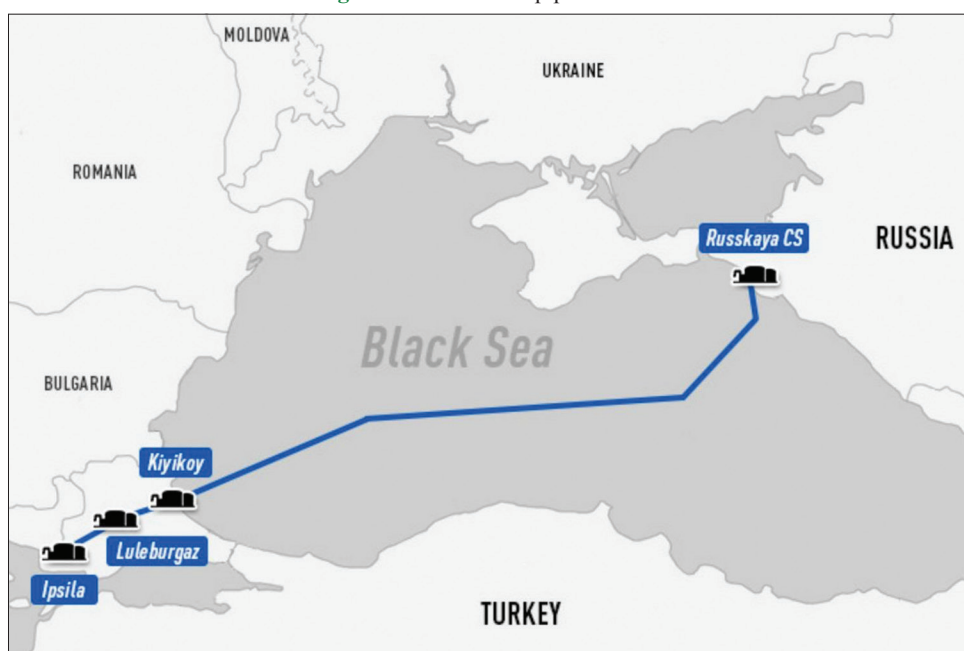 MOLDOVA
UKRAINE
ROMANIA
Russkaya CS
RUSSIA
Black Sea
BULGARIA
Kiyikoy
Luleburgaz
Ipsila
TURKEY